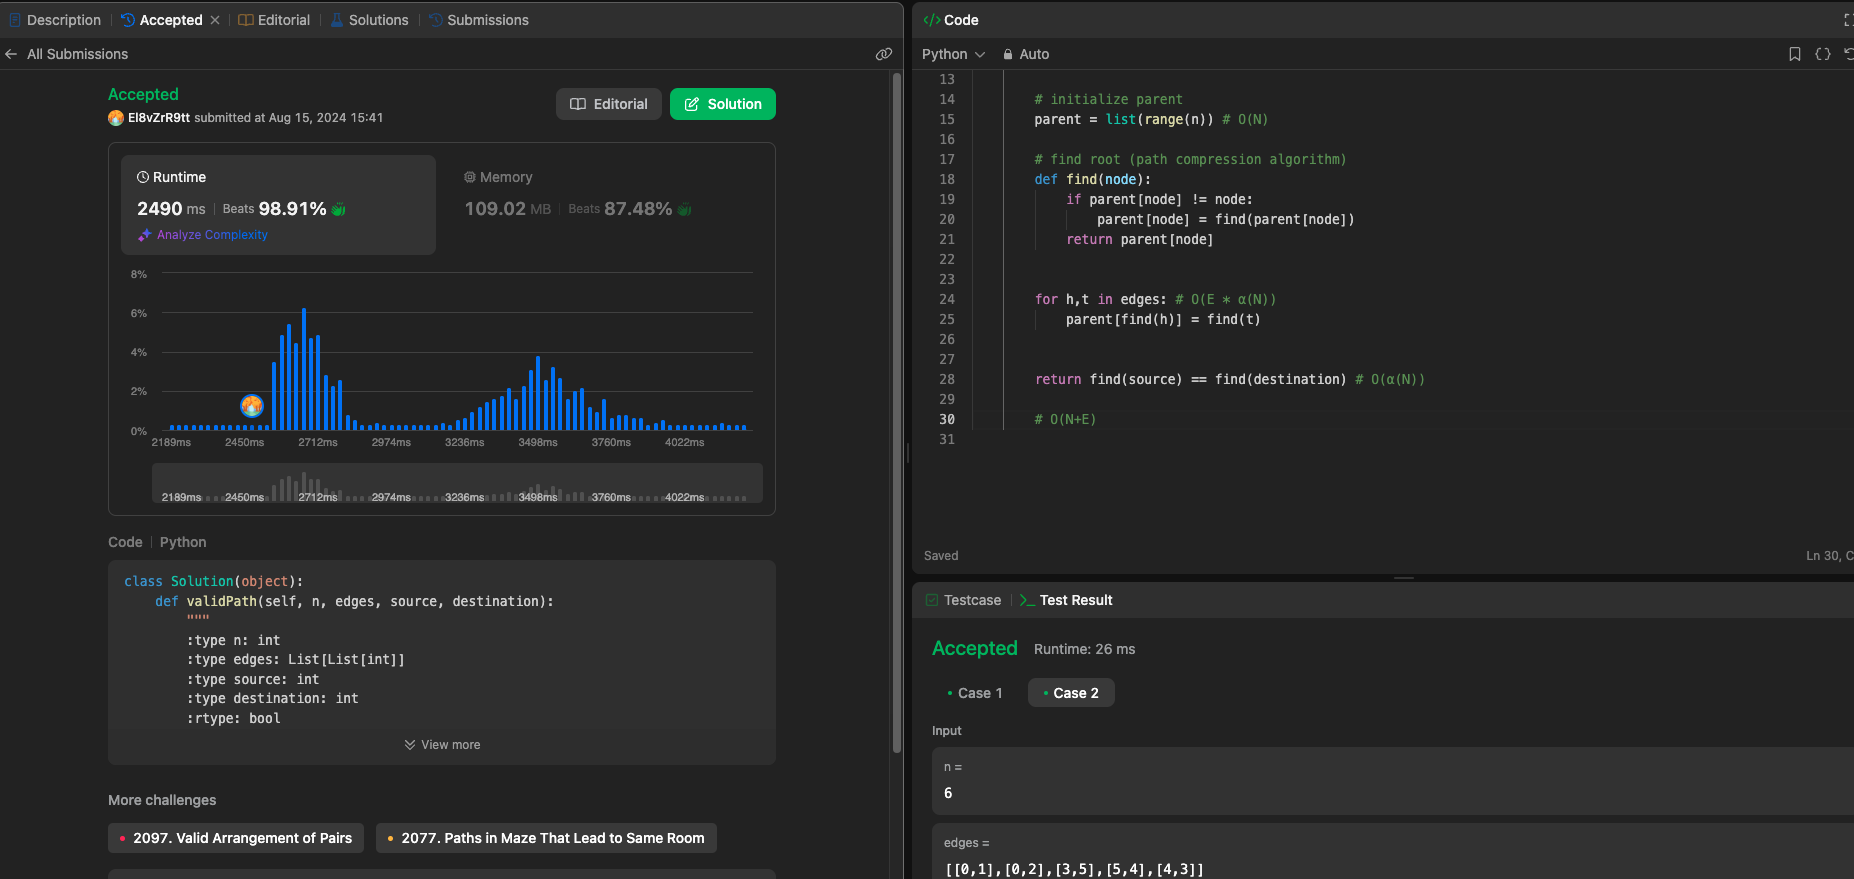 Description
Accepted
Editorial
Solutions
Submissions
All Submissions
Accepted
El8vZrR9tt submitted at Aug 15, 2024 15:41
Editorial
Solution
Runtime
2490 ms
Beats 98.91%
Analyze Complexity
Memory
109.02 MB
Beats 87.48%
8%
6%
4%
2%
0%
2189ms 2450ms 2712ms 2974ms 3236ms 3498ms 3760ms 4022ms
2189ms 2450ms 2712ms 2974ms 3236ms 3498ms 3760ms 4022ms
Code
Python
class Solution(object):
def validPath(self, n, edges, source, destination):
"""
:type n: int
:type edges: List[List[int]]
:type source: int
:type destination: int
:rtype: bool
View more
More challenges
2097. Valid Arrangement of Pairs
2077. Paths in Maze That Lead to Same Room
</> Code
Python
Auto
13
14 # initialize parent
15 parent = list(range(n)) # O(N)
16
17 # find root (path compression algorithm)
18 def find(node):
19 if parent[node] != node:
20 parent[node] = find(parent[node])
21 return parent[node]
22
23
24 for h,t in edges: # O(E * α(N))
25 parent[find(h)] = find(t)
26
27
28 return find(source) == find(destination) # O(α(N))
29
30 # O(N+E)
31
Saved
Ln 30, C
Testcase
Test Result
Accepted
Runtime: 26 ms
Case 1
Case 2
Input
n =
6
edges =
[[0,1],[0,2],[3,5],[5,4],[4,3]]